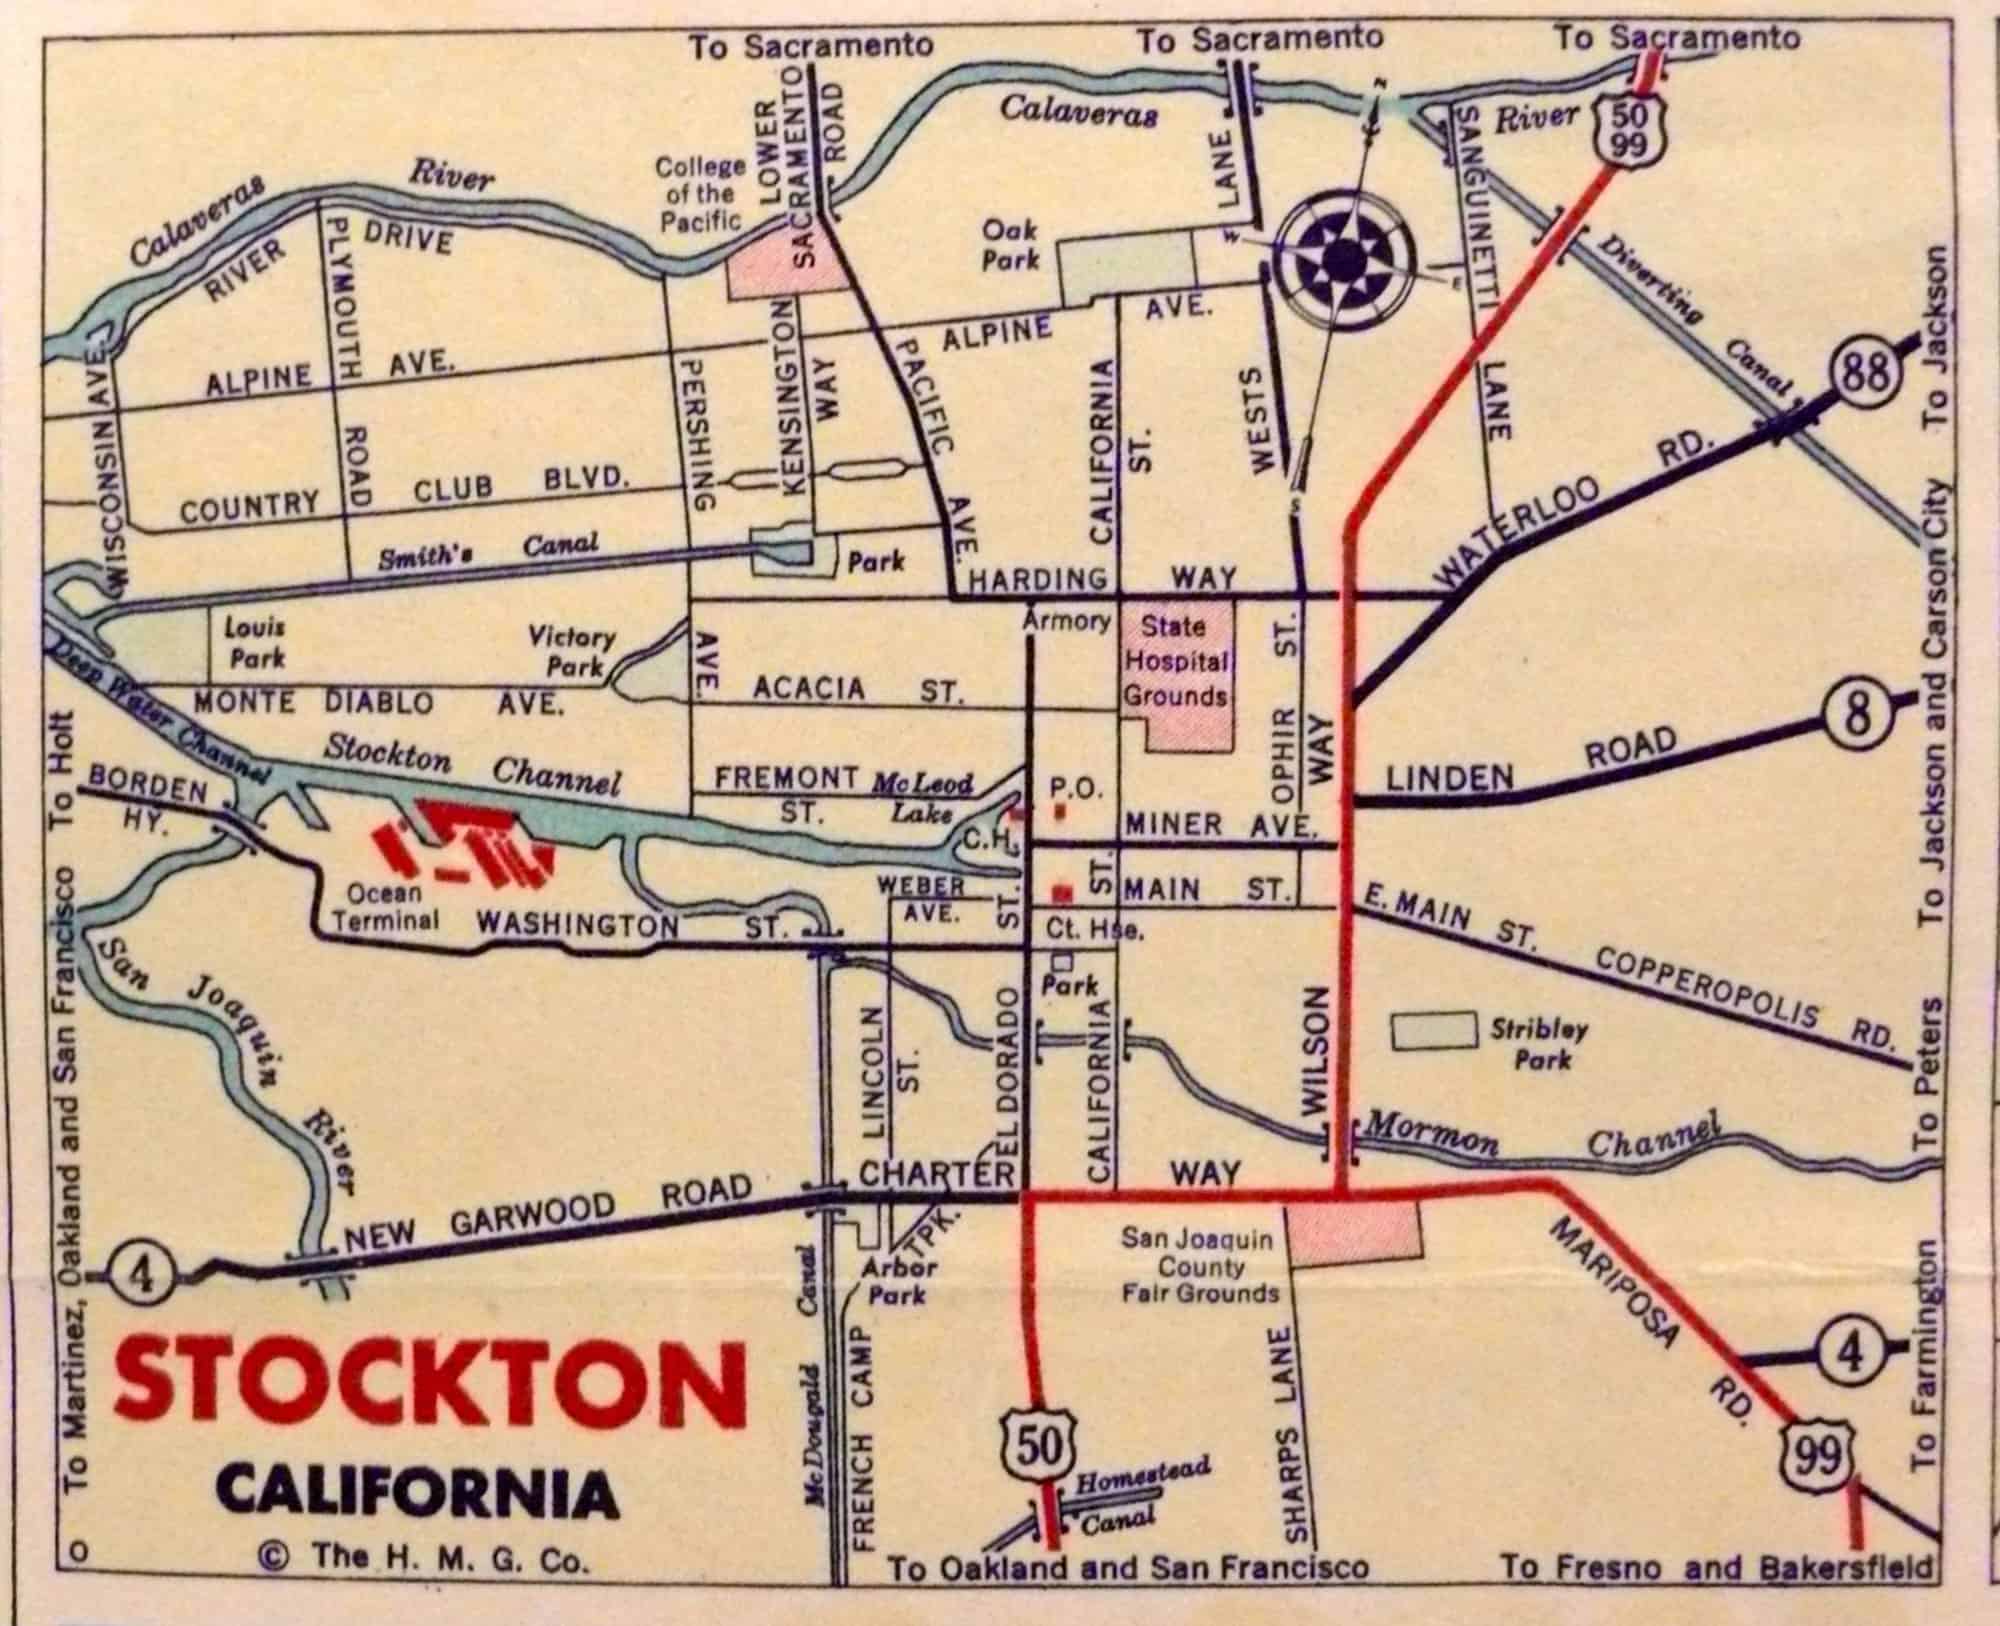 To Sacramento
To Sacramento
To Sacramento
LOWER
SACRAMENTO
ROAD
Calaveras
River
50
99
SANGUINETTI
LANE
College
of the
Pacific
River
Calaveras
LANE
N
W
E
S
Oak
Park
PLYMOUTH
ROAD
DRIVE
RIVER
Diverting
Canal
To Jackson
88
ALPINE
AVE.
ALPINE
AVE.
KENSINGTON
WAY
PACIFIC
AVE.
PERSHING
AVE.
CALIFORNIA
ST.
WESTS
WISCONSIN AVE.
COUNTRY
CLUB
BLVD.
WATERLOO
RD.
Smith's
Canal
Park
HARDING
WAY
Armory
State
Hospital
Grounds
Louis
Park
Victory
Park
OPHIR
ST.
To Jackson and Carson City
Deep Water Channel
MONTE
DIABLO
AVE.
ACACIA
ST.
8
LINDEN
ROAD
To Holt
BORDEN
HY.
Stockton
Channel
FREMONT
ST.
McLeod
Lake
P.O.
C.H.
MINER
AVE.
WILSON
WAY
Ocean
Terminal
WASHINGTON
ST.
WEBER
AVE.
MAIN
ST.
Ct. Hse.
E. MAIN
ST.
COPPEROPOLIS
RD.
Park
San
Joaquin
River
LINCOLN
ST.
EL DORADO
ST.
CALIFORNIA
ST.
Stribley
Park
To Peters
Mormon
Channel
CHARTER
WAY
NEW
GARWOOD
ROAD
4
To Martinez, Oakland and San Francisco
Arbor
Park
TPK.
FRENCH
CAMP
McDougald
Canal
San Joaquin
County
Fair Grounds
SHARPS
LANE
MARIPOSA
RD.
4
To Farmington
STOCKTON
CALIFORNIA
© The H. M. G. Co.
50
Homestead
Canal
99
To Oakland and San Francisco
To Fresno and Bakersfield
O